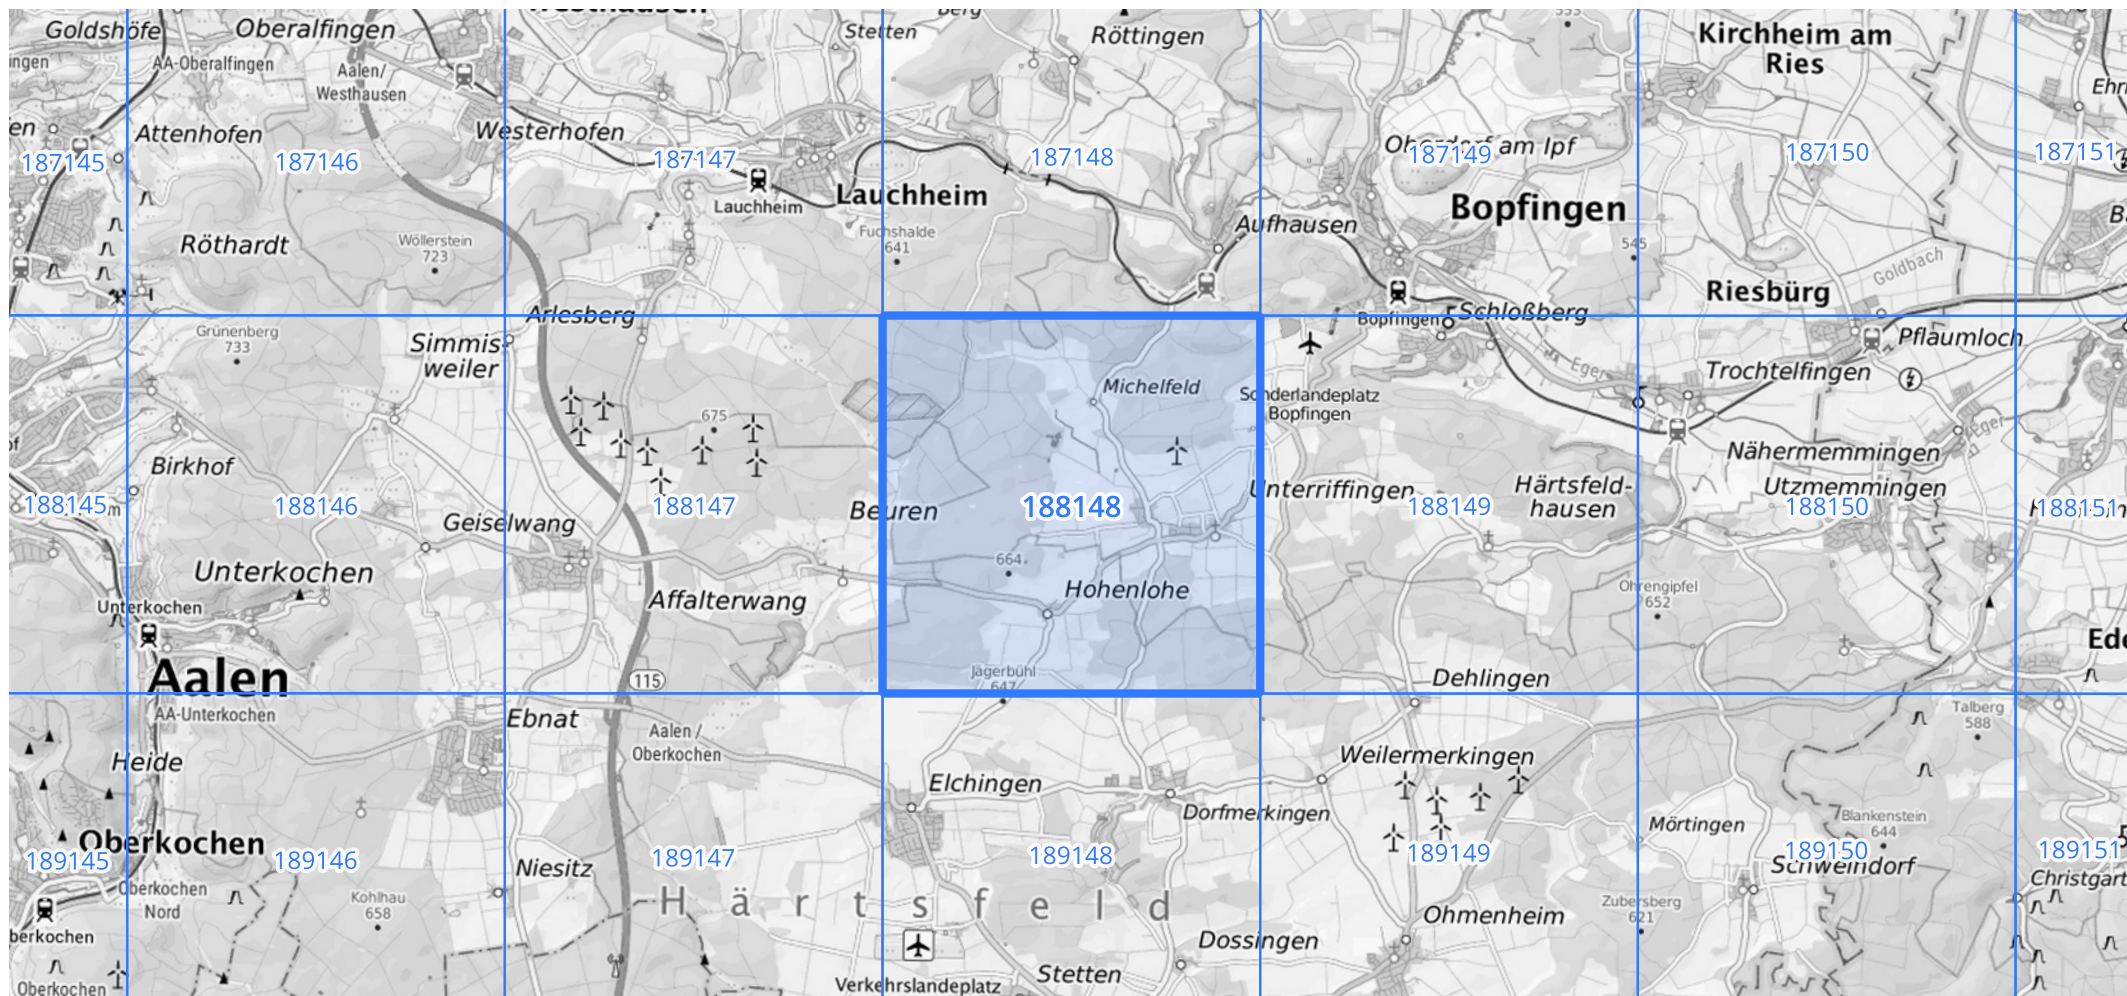 Goldshöfe
Oberalfingen
Stetten
Röttingen
Kirchheim am
Ries
AA-Oberalfingen
Aalen/
Westhausen
Attenhofen
Westerhofen
187145
187146
187147
187148
187149
187150
187151
Lauchheim
Lauchheim
Bopfingen
Aufhausen
Fuchshalde
641
Röthardt
Wöllerstein
723
545
Goldbach
Riesbürg
Arlesberg
Bopfingen
Schloßberg
Grünenberg
733
Simmis-
weiler
Pflaumloch
Eger
Trochtelfingen
Michelfeld
Sonderlandeplatz
Bopfingen
675
Eger
Birkhof
Nähermemmingen
Unterriffingen
Härtsfeld-
hausen
Utzmemmingen
Beuren
188145
188146
188147
188148
188149
188150
188151
Geiselwang
664
Unterkochen
Hohenlohe
Affalterwang
Ohrengipfel
652
Unterkochen
Aalen
115
Jägerbühl
647
Dehlingen
AA-Unterkochen
Ebnat
Aalen /
Oberkochen
Talberg
588
Heide
Weilermerkingen
Elchingen
Dorfmerkingen
Mörtingen
Blankenstein
644
Oberkochen
189145
189146
189147
189148
189149
189150
189151
Schweindorf
Niesitz
Oberkochen
Nord
Kohlhau
658
Härtsfeld
Zubersberg
621
Ohmenheim
Dossingen
Stetten
Verkehrslandeplatz
Oberkochen